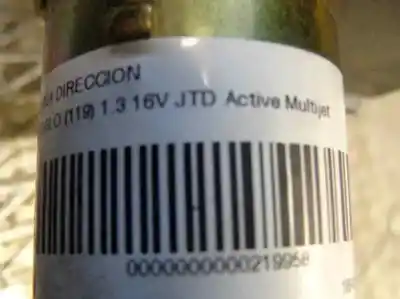 DIRECCION
(119) 1.3 16V JTD Active Multijet
0000000000219958